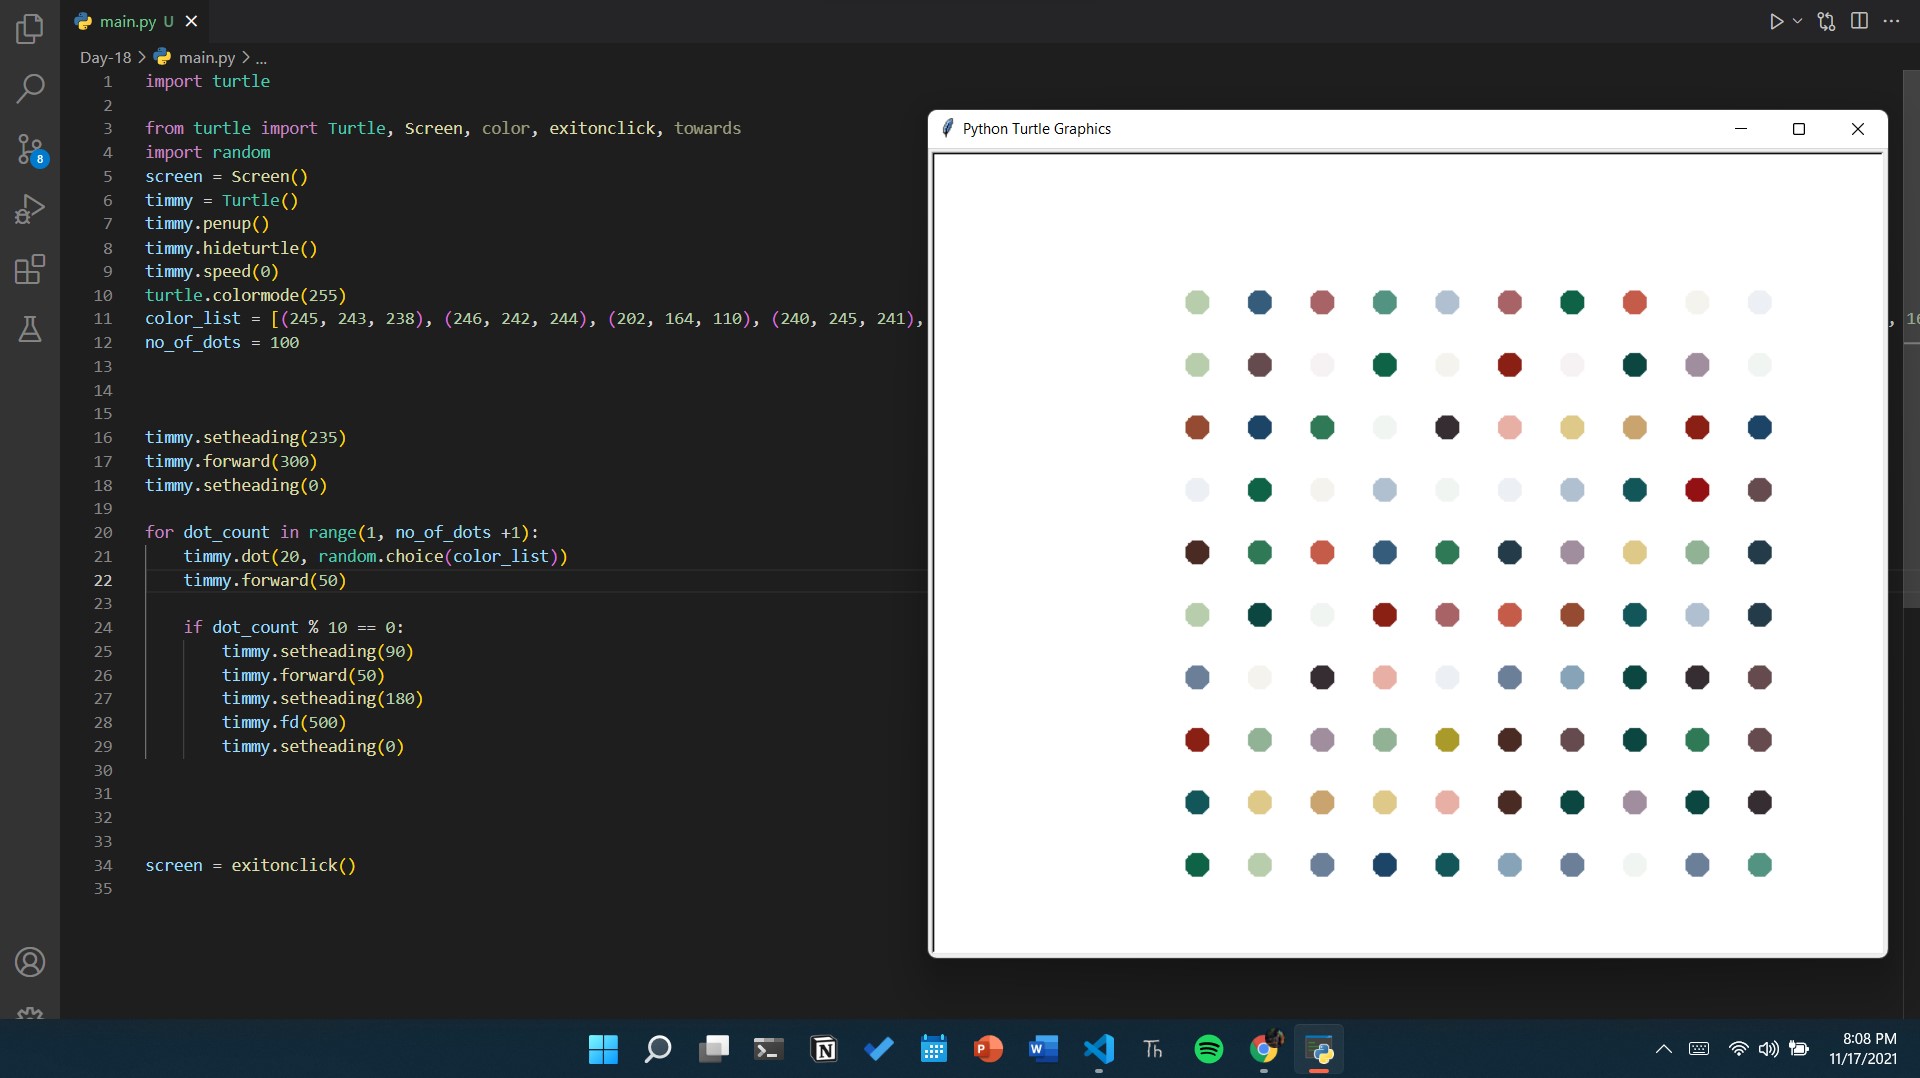 main.py U
Day-18 > main.py > ...
1 import turtle
2
3 from turtle import Turtle, Screen, color, exitonclick, towards
4 import random
5 screen = Screen()
6 timmy = Turtle()
7 timmy.penup()
8 timmy.hideturtle()
9 timmy.speed(0)
10 turtle.colormode(255)
11 color_list = [(245, 243, 238), (246, 242, 244), (202, 164, 110), (240, 245, 241), , 16
12 no_of_dots = 100
13
14
15
16 timmy.setheading(235)
17 timmy.forward(300)
18 timmy.setheading(0)
19
20 for dot_count in range(1, no_of_dots +1):
21 timmy.dot(20, random.choice(color_list))
22 timmy.forward(50)
23
24 if dot_count % 10 == 0:
25 timmy.setheading(90)
26 timmy.forward(50)
27 timmy.setheading(180)
28 timmy.fd(500)
29 timmy.setheading(0)
30
31
32
33
34 screen = exitonclick()
35
8
Python Turtle Graphics
N
P
W
Th
8:08 PM
11/17/2021